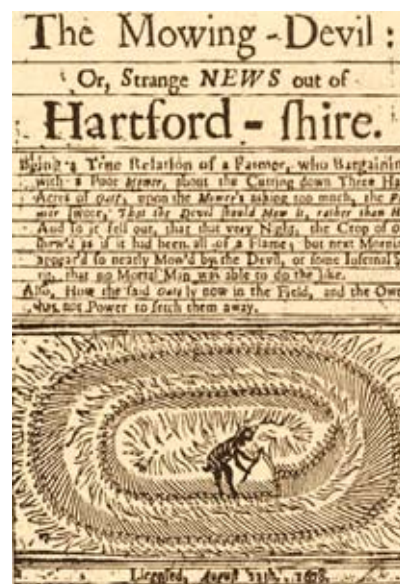 The Mowing-Devil:
Or, Strange NEWS out of
Hartford-ſhire.
Being a True Relation of a Farmer, who Bargaining
with a Poor Mower, about the Cutting down Three Ha
Acres of Oats, upon the Mower's asking too much, the
mer ſwore, That the Devil ſhould Mow it, rather than
And ſo it fell out, that that very Night, the Crop of
ſhew'd as if it had been all of a Flame; but next Morning
appear'd ſo neatly Mow'd by the Devil, or ſome Infernal
that no Mortal Man was able to do the like.
Alſo, How the ſaid Oats ly now in the Field, and the
has not Power to fetch them away.
Licenſed, Auguſt 1678.